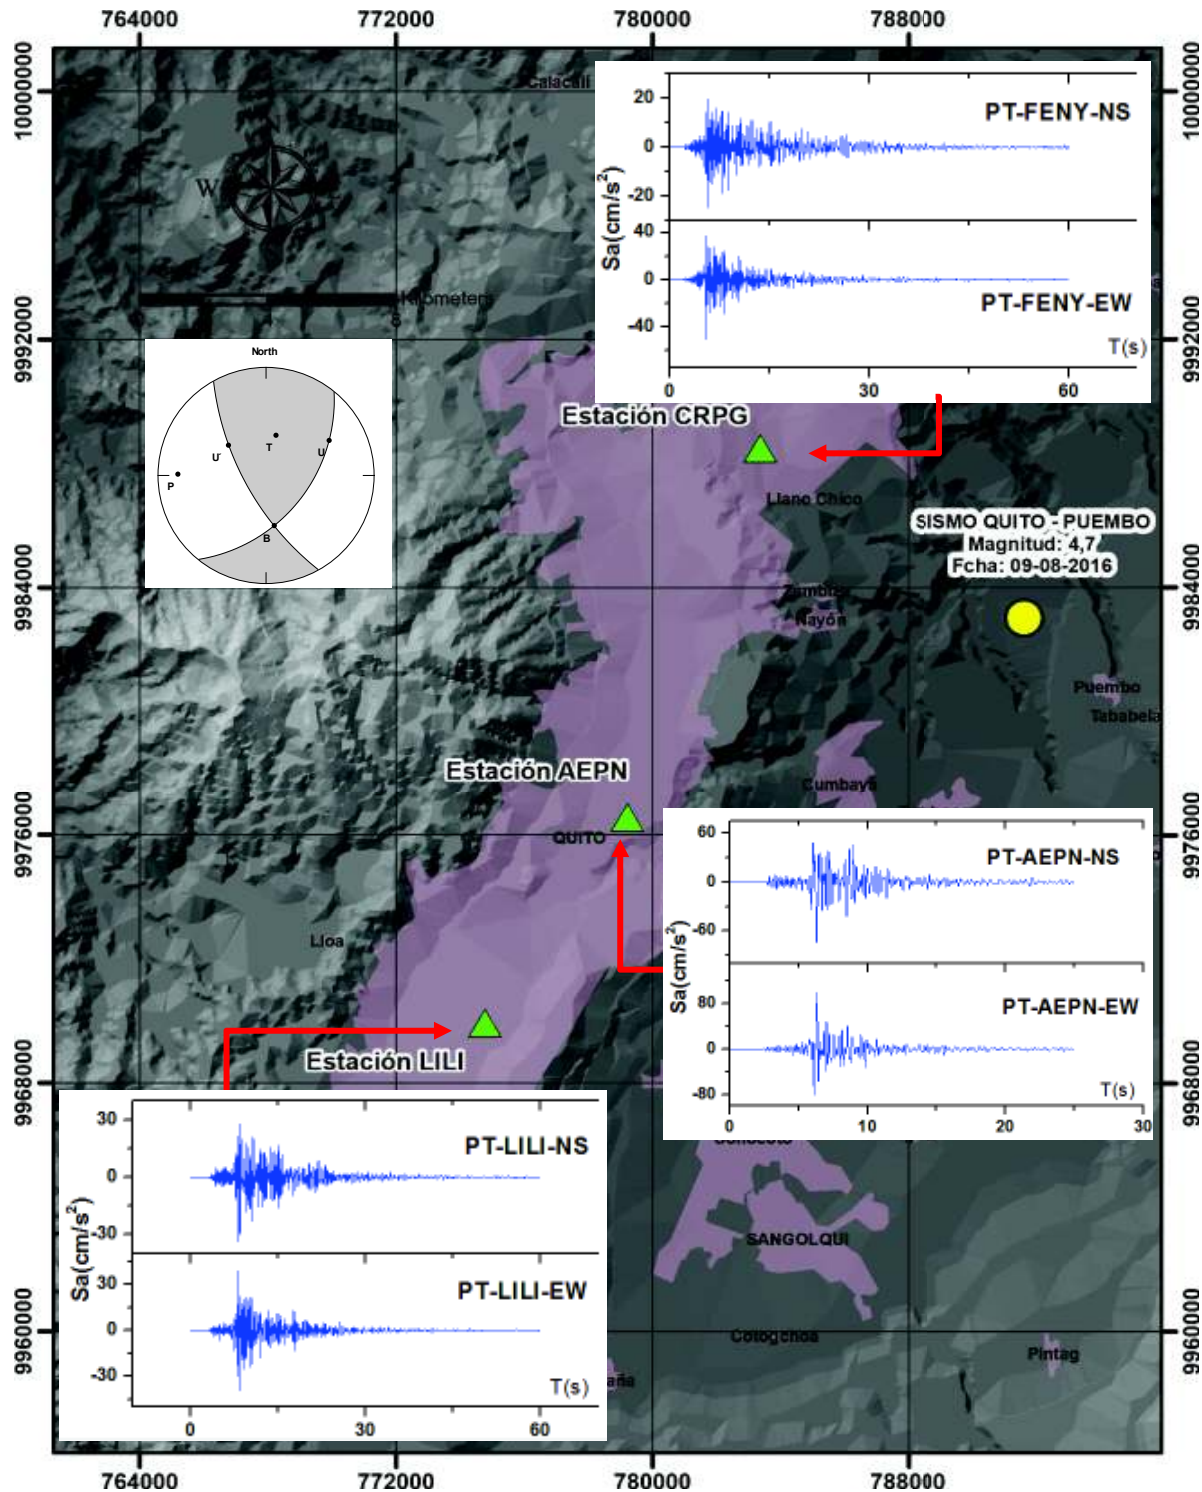 764000
772000
780000
788000
10000000
10000000
Calacali
20
0
-20
PT-FENY-NS
Sa(cm/s²)
40
0
-40
PT-FENY-EW
T(s)
0
30
60
W
Kilometers
9992000
9992000
North
U
T
U
P
B
Estación CRPG
Llano Chico
SISMO QUITO - PUEMBO
Magnitud: 4,7
Fcha: 09-08-2016
9984000
9984000
Zambiza
Nayón
Puembo
Tababela
Estación AEPN
Cumbaya
QUITO
9976000
9976000
60
0
-60
PT-AEPN-NS
Sa(cm/s²)
80
0
-80
PT-AEPN-EW
T(s)
0
10
20
30
Lloa
Estación LILI
9968000
9968000
30
0
-30
PT-LILI-NS
Sa(cm/s²)
30
0
-30
PT-LILI-EW
T(s)
0
30
60
SANGOLQUI
Cotogchoa
Pintag
aña
9960000
9960000
764000
772000
780000
788000